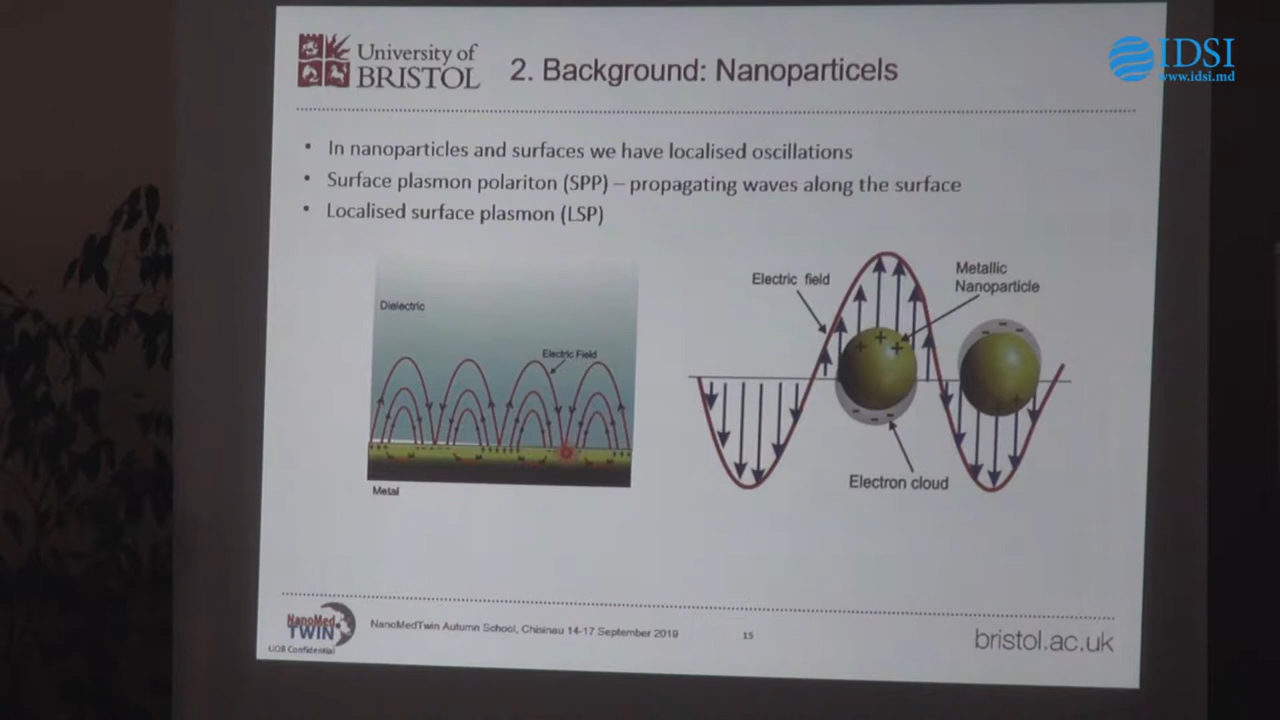 University of
BRISTOL
2. Background: Nanoparticels
IDSI
www.idsi.md
• In nanoparticles and surfaces we have localised oscillations
• Surface plasmon polariton (SPP) – propagating waves along the surface
• Localised surface plasmon (LSP)
Dielectric
Electric Field
Metal
Electric field
Metallic
Nanoparticle
Electron cloud
NanoMed
TWIN
UOB Confidential
NanoMedTwin Autumn School, Chisinau 14-17 September 2019
15
bristol.ac.uk